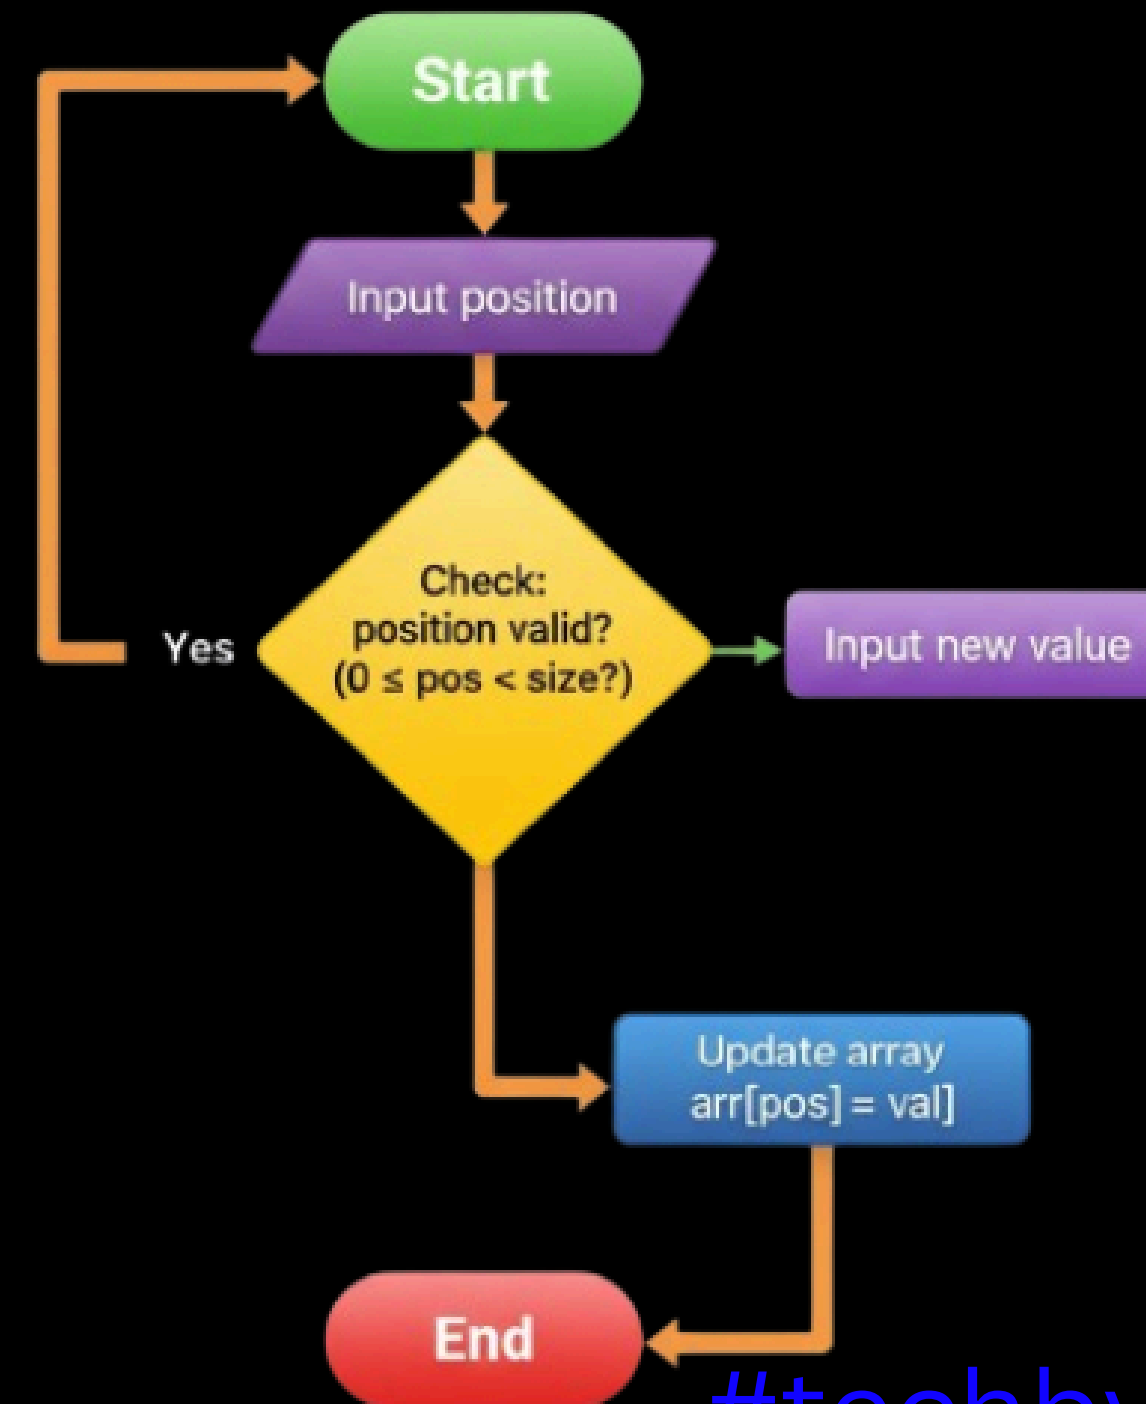 Start
Input position
Check:
position valid?
(0 ≤ pos < size?)
Yes
Input new value
Update array
arr[pos] = val]
End